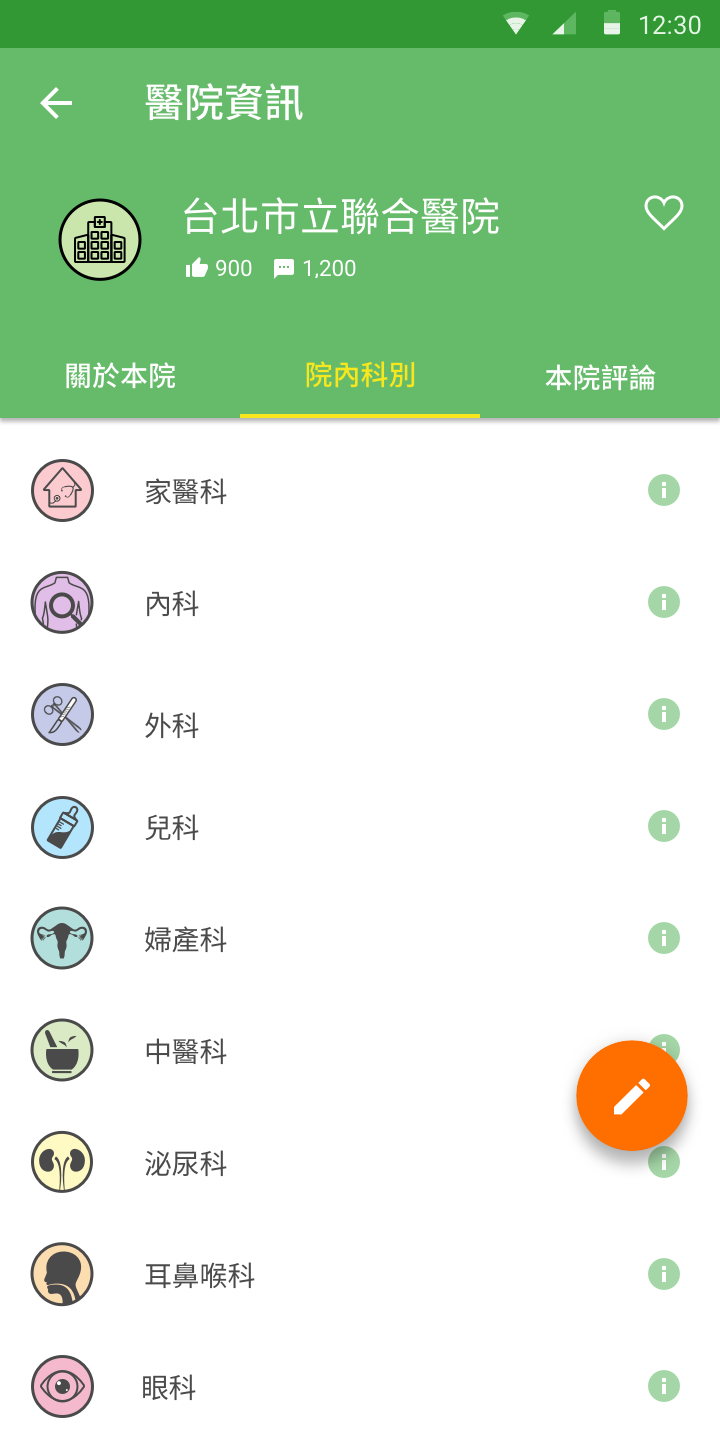 12:30
醫院資訊
台北市立聯合醫院
900 1,200
關於本院 院內科別 本院評論
家醫科
內科
外科
兒科
婦產科
中醫科
泌尿科
耳鼻喉科
眼科